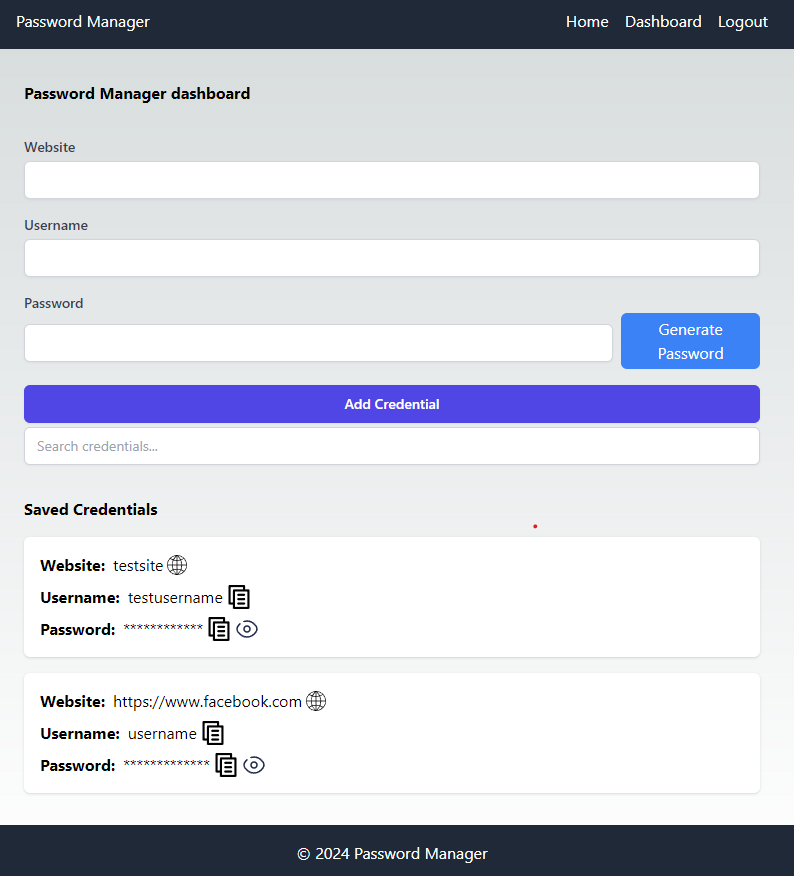 Password Manager Home Dashboard Logout
Password Manager dashboard
Website
Username
Password
Generate
Password
Add Credential
Search credentials...
Saved Credentials
Website: testsite
Username: testusername
Password: ************
Website: https://www.facebook.com
Username: username
Password: *************
© 2024 Password Manager